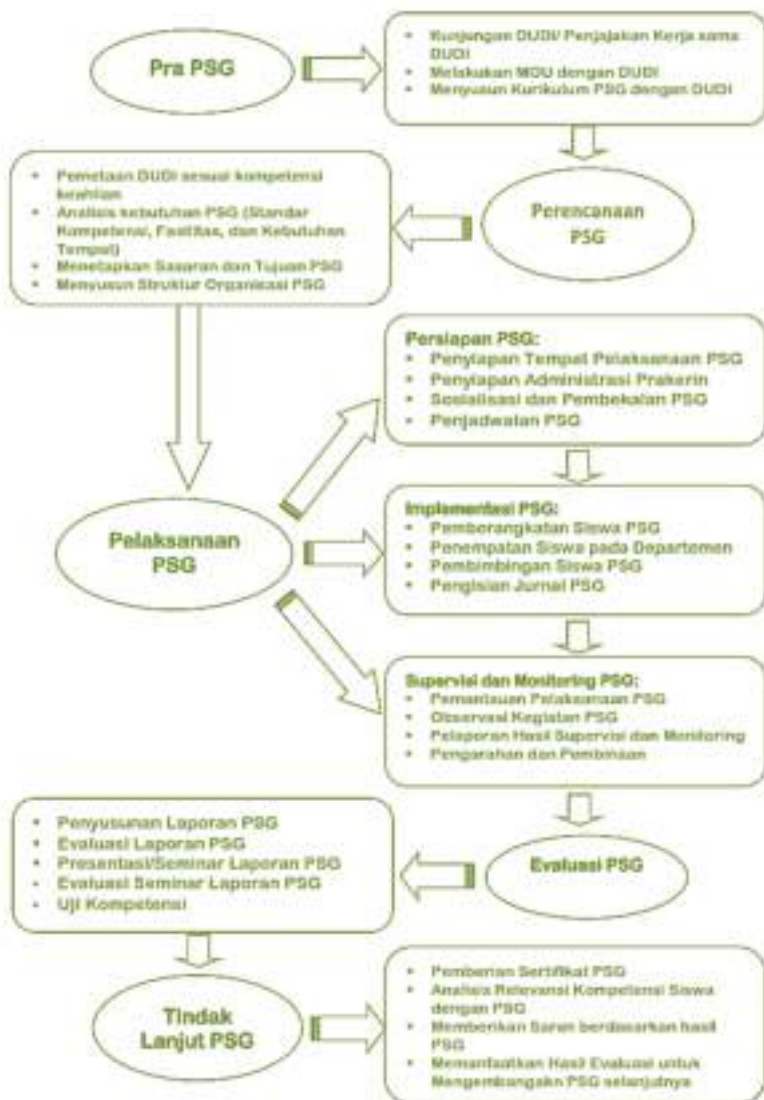 Pra PSG
• Kunjangan DUDI/ Penjajakan Kerja sama
DUDI
• Melakukan MOU dengan DUDI
• Menyusun Kurikulum PSG dengan DUDI
Perencanaan
PSG
• Pemetaan DUDI sesuai kompetensi
keahlian
• Analisis kebutuhan PSG (Standar
Kompetensi, Fasilitas, dan Kebutuhan
Tempat)
• Menetapkan Sasaran dan Tujuan PSG
• Menyusun Struktur Organisasi PSG
Pelaksanaan
PSG
Persiapan PSG:
• Penyiapan Tempat Pelaksanaan PSG
• Penyiapan Administrasi Prakerin
• Sosialisasi dan Pembekalan PSG
• Penjadwalan PSG
Implementasi PSG:
• Pemberangkatan Siswa PSG
• Penempatan Siswa pada Departemen
• Pembimbingan Siswa PSG
• Pengisian Jurnal PSG
Supervisi dan Monitoring PSG:
• Pemantauan Pelaksanaan PSG
• Observasi Kegiatan PSG
• Pelaporan Hasil Supervisi dan Monitoring
• Pengarahan dan Pembinaan
Evaluasi PSG
• Penyusunan Laporan PSG
• Evaluasi Laporan PSG
• Presentasi/Seminar Laporan PSG
- Evaluasi Seminar Laporan PSG
- Uji Kompetensi
Tindak
Lanjut PSG
• Pemberian Sertifikat PSG
• Analisis Relevansi Kompetensi Siswa
dengan PSG
• Memberikan Saran berdasarkan hasil
PSG
• Memanfaatkan Hasil Evaluasi untuk
Mengembangakn PSG selanjutnya